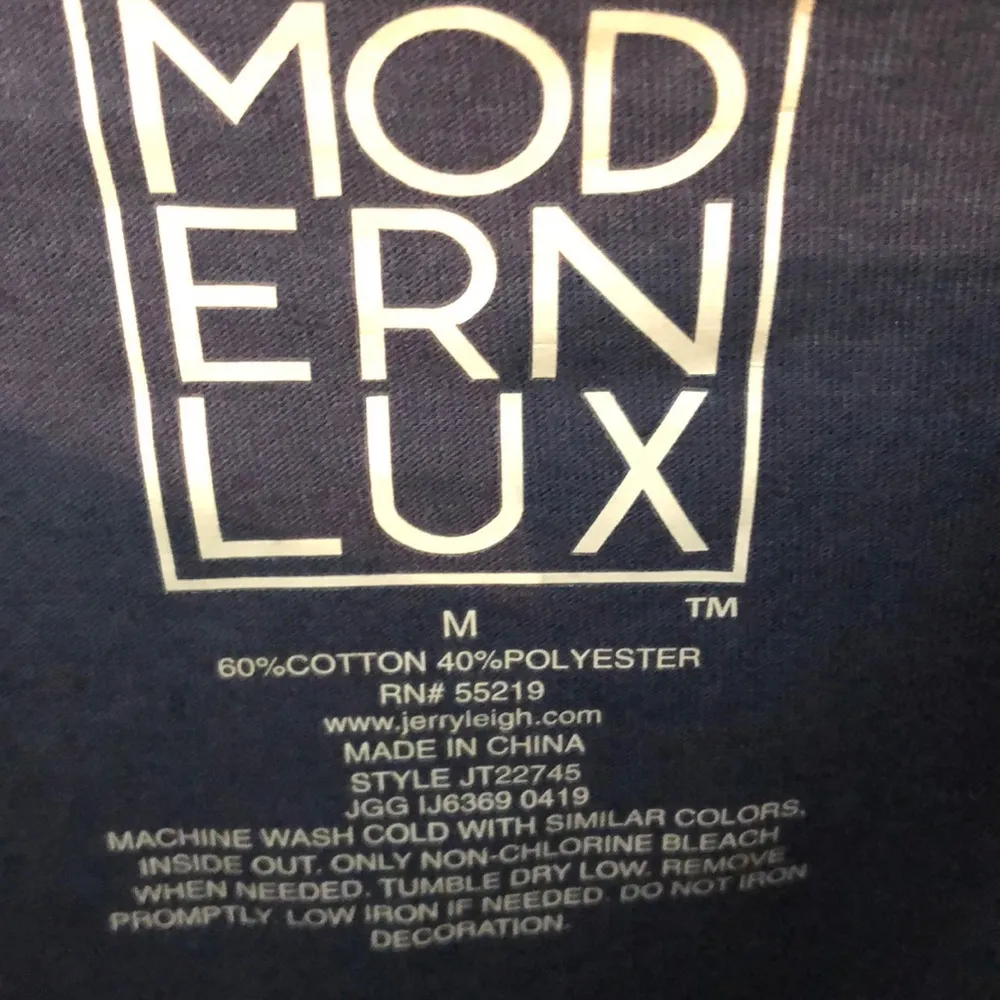 MOD
ERN
LUX
TM
M
60%COTTON 40%POLYESTER
RN# 55219
www.jerryleigh.com
MADE IN CHINA
STYLE JT22745
JGG IJ6369 0419
MACHINE WASH COLD WITH SIMILAR COLORS,
INSIDE OUT. ONLY NON-CHLORINE BLEACH
WHEN NEEDED. TUMBLE DRY LOW. REMOVE
PROMPTLY. LOW IRON IF NEEDED. DO NOT IRON
DECORATION.